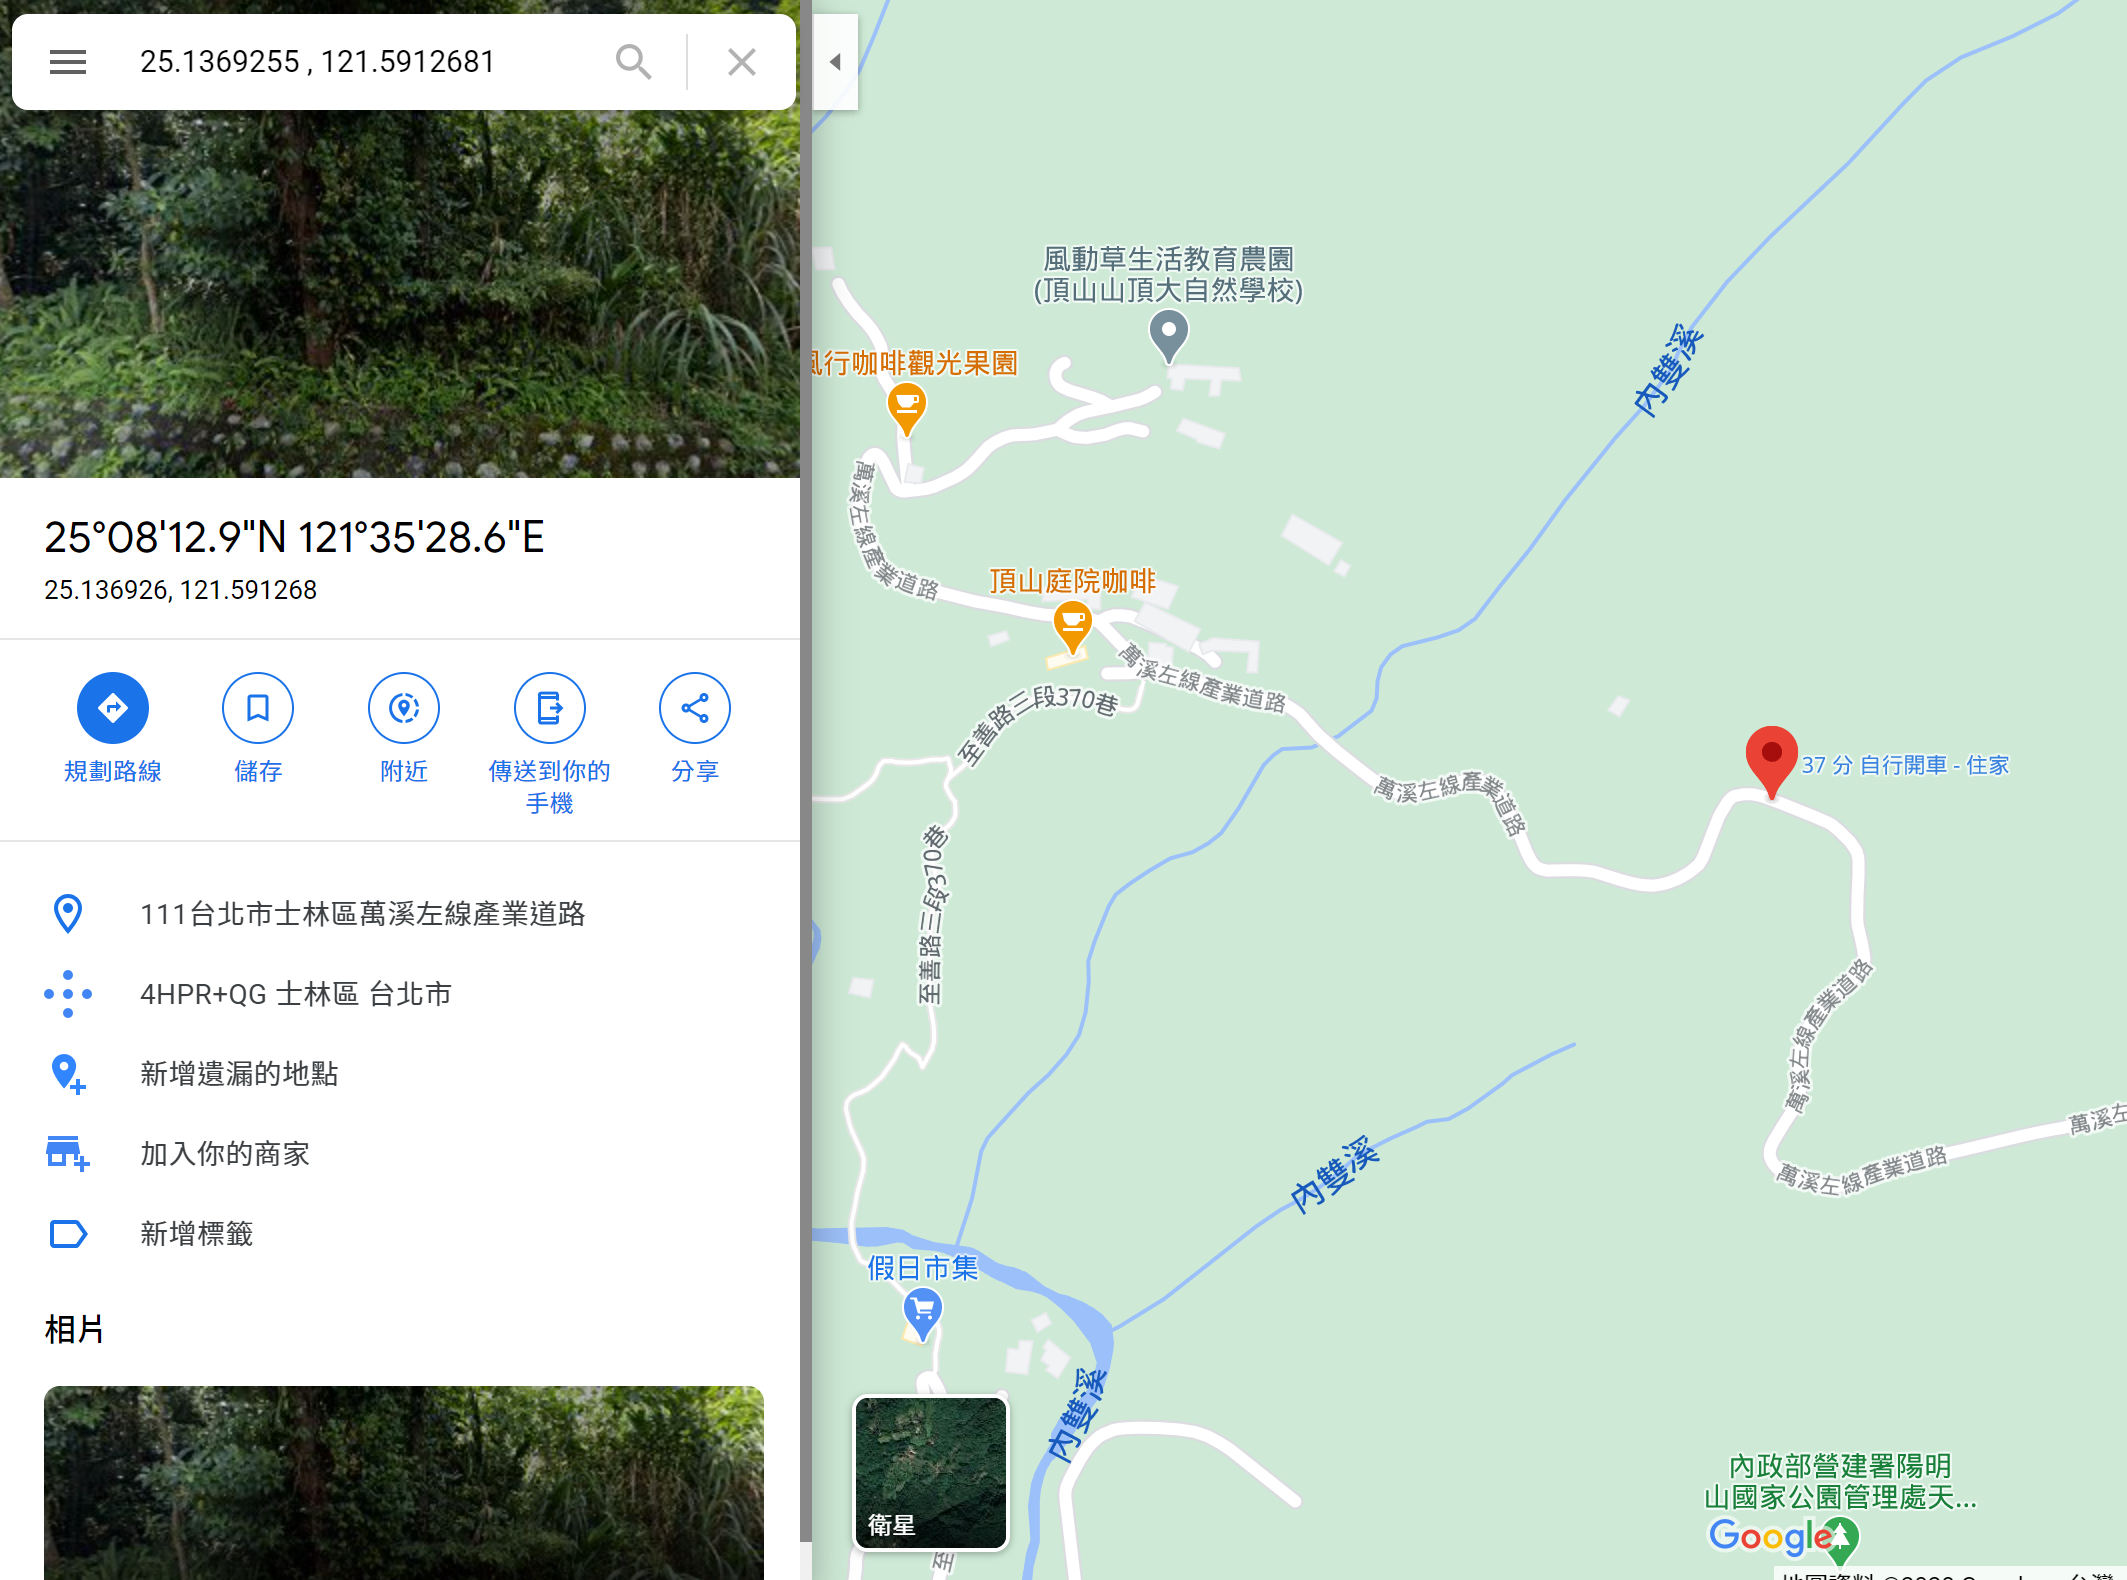 25.1369255 , 121.5912681
25°08'12.9"N 121°35'28.6"E
25.136926, 121.591268
規劃路線
儲存
附近
傳送到你的
手機
分享
111台北市士林區萬溪左線產業道路
4HPR+QG 士林區 台北市
新增遺漏的地點
加入你的商家
新增標籤
相片
風動草生活教育農園
(頂山山頂大自然學校)
風行咖啡觀光果園
萬溪左線產業道路
頂山庭院咖啡
萬溪左線產業道路
至善路三段370巷
內雙溪
37 分 自行開車 - 住家
萬溪左線產業道路
至善路三段370巷
萬溪左線產業道路
萬溪左
萬溪左線產業道路
內雙溪
假日市集
內雙溪
衛星
至
內政部營建署陽明
山國家公園管理處天...
Google